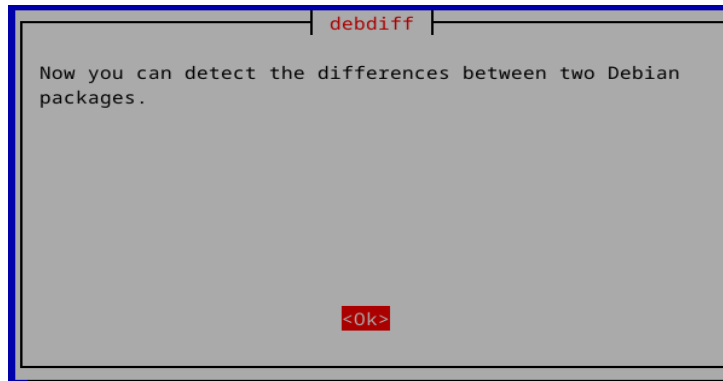 debdiff
Now you can detect the differences between two Debian
packages.
<Ok>